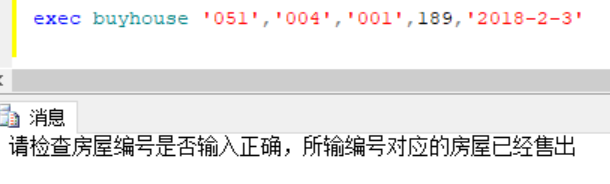 exec buyhouse '051','004','001',189,'2018-2-3'
消息
请检查房屋编号是否输入正确，所输编号对应的房屋已经售出